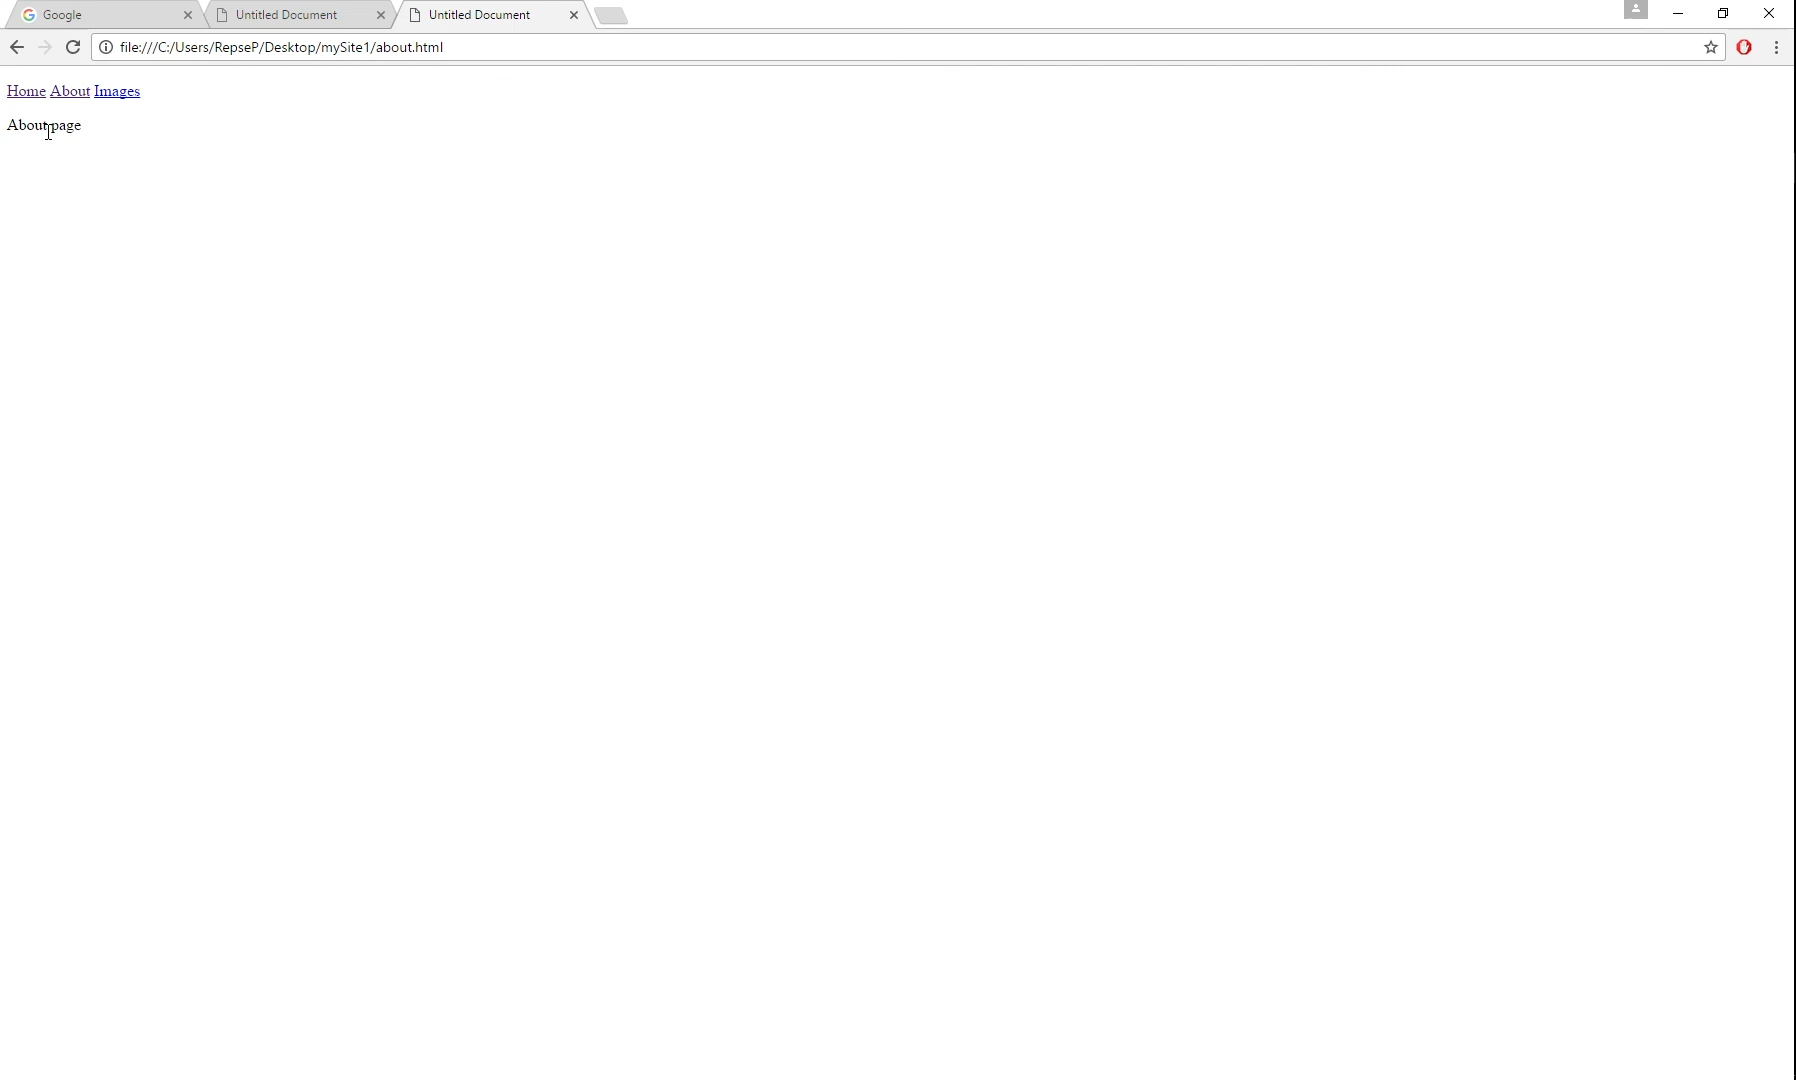 Google
Untitled Document
Untitled Document
file:///C:/Users/RepseP/Desktop/mySite1/about.html
Home About Images
About page